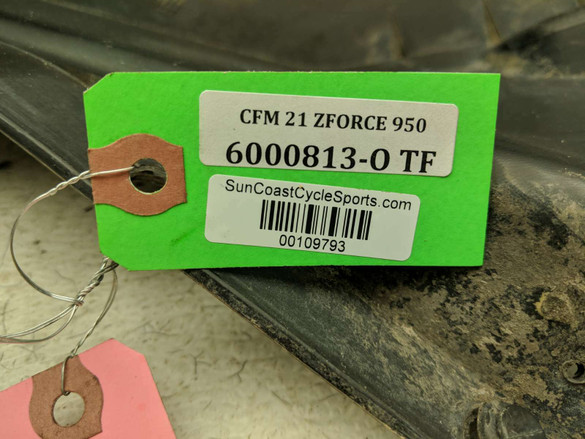 CFM 21 ZFORCE 950
6000813-O TF
SunCoastCycleSports.com
00109793